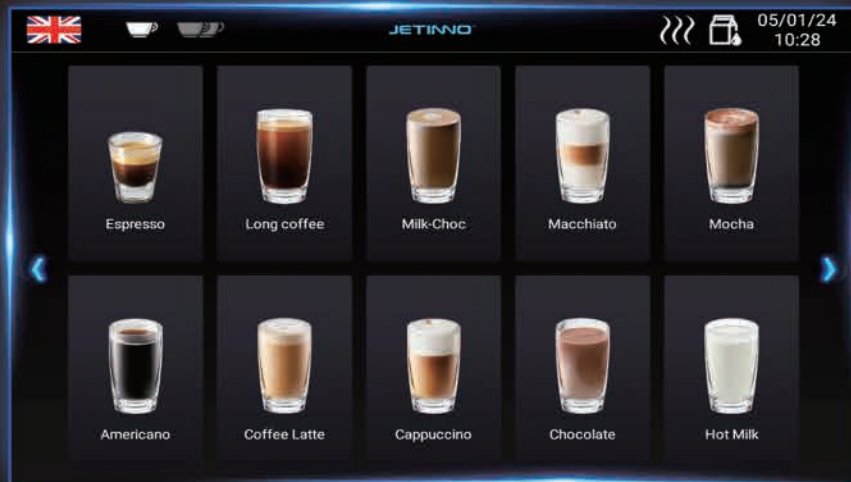 JETINNO
05/01/24
10:28
Espresso
Long coffee
Milk-Choc
Macchiato
Mocha
Americano
Coffee Latte
Cappuccino
Chocolate
Hot Milk